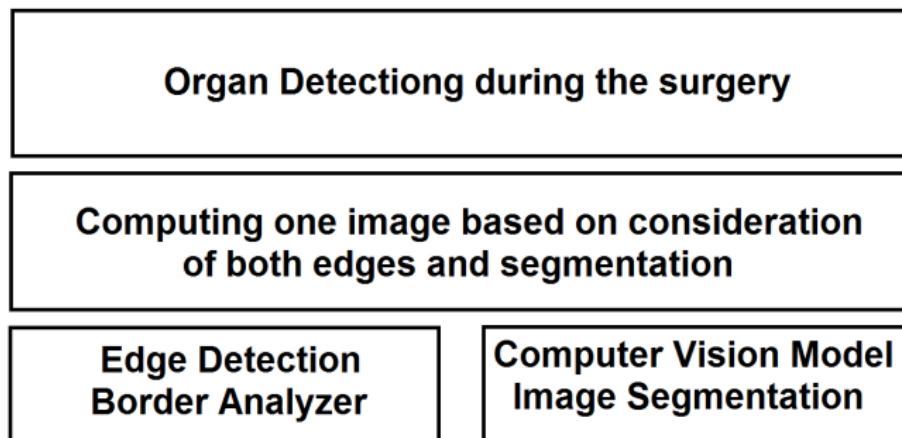 Organ Detectiong during the surgery
Computing one image based on consideration
of both edges and segmentation
Edge Detection
Border Analyzer
Computer Vision Model
Image Segmentation